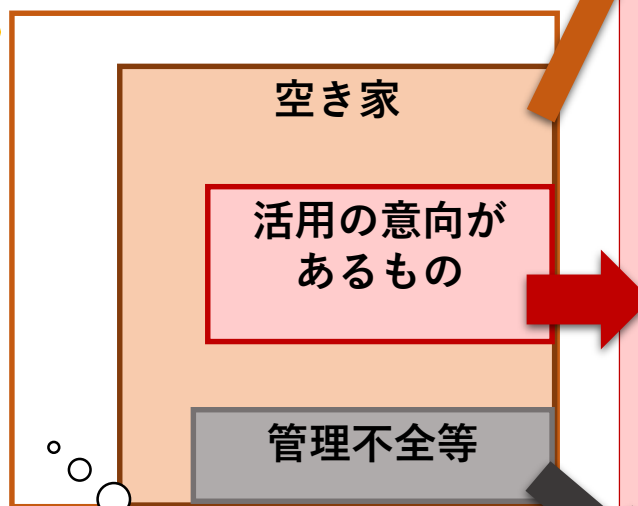 空き家
活用の意向が
あるもの
管理不全等